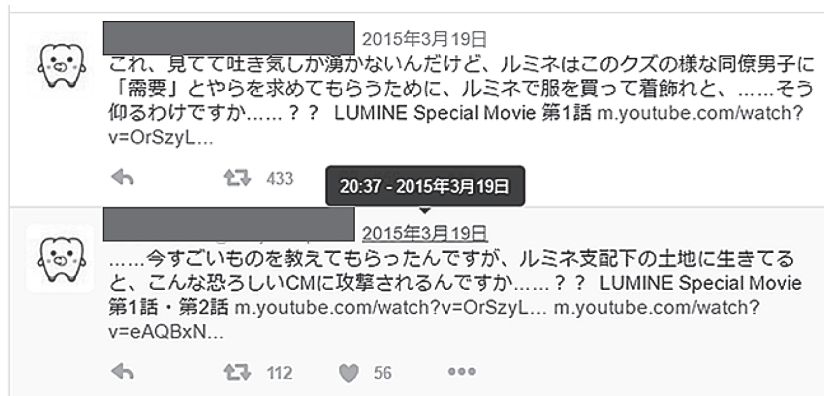 2015年3月19日
これ、見てて吐き気しか湧かないんだけど、ルミネはこのクズの様な同僚男子に
「需要」とやらを求めてもらうために、ルミネで服を買って着飾れと、……そう
仰るわけですか……？？ LUMINE Special Movie 第1話 m.youtube.com/watch?
v=OrSzyL...
433
20:37 - 2015年3月19日
2015年3月19日
……今すごいものを教えてもらったんですが、ルミネ支配下の土地に生きてる
と、こんな恐ろしいCMに攻撃されるんですか……？？ LUMINE Special Movie
第1話・第2話 m.youtube.com/watch?v=OrSzyL... m.youtube.com/watch?
v=eAQBxN...
112 56